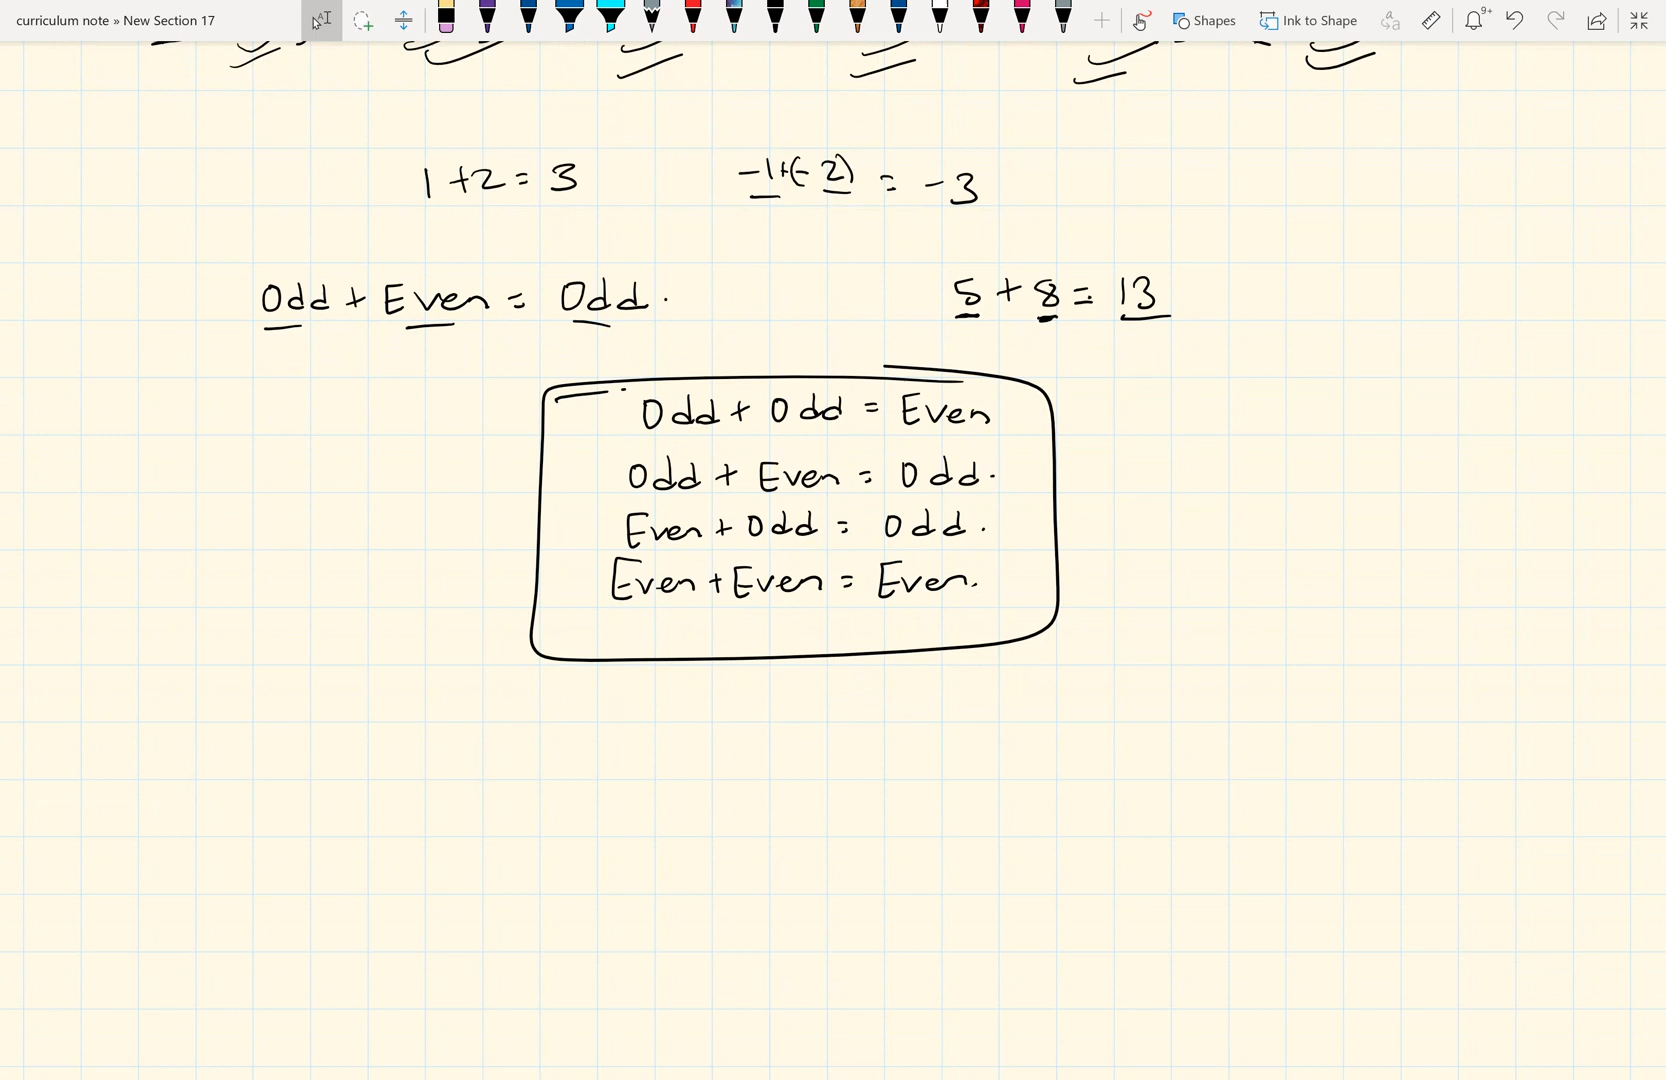 curriculum note » New Section 17
Shapes
Ink to Shape
9+
1 + 2 = 3
-1 + (- 2) = - 3
Odd + Even = Odd.
5 + 8 = 13
Odd + Odd = Even
Odd + Even = Odd.
Even + Odd = Odd.
Even + Even = Even.